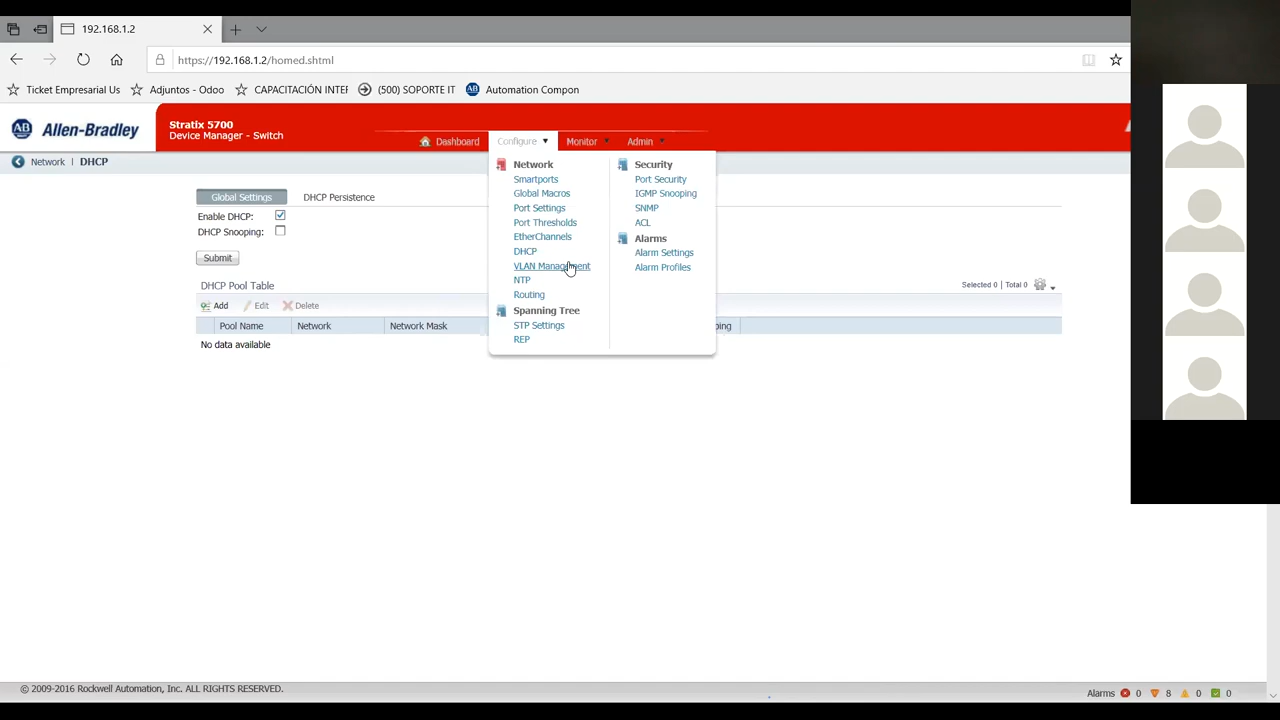 192.168.1.2
https://192.168.1.2/homed.shtml
Ticket Empresarial Us
Adjuntos - Odoo
CAPACITACIÓN INTEF
(500) SOPORTE IT
Automation Compon
AB Allen-Bradley
Stratix 5700
Device Manager - Switch
Dashboard
Configure
Monitor
Admin
Network | DHCP
Network
Smartports
Global Macros
Port Settings
Port Thresholds
EtherChannels
DHCP
VLAN Management
NTP
Routing
Spanning Tree
STP Settings
REP
Security
Port Security
IGMP Snooping
SNMP
ACL
Alarms
Alarm Settings
Alarm Profiles
Global Settings
DHCP Persistence
Enable DHCP:
DHCP Snooping:
Submit
DHCP Pool Table
Selected 0 | Total 0
Add
Edit
Delete
Pool Name
Network
Network Mask
ping
No data available
© 2009-2016 Rockwell Automation, Inc. ALL RIGHTS RESERVED.
Alarms 0 8 0 0